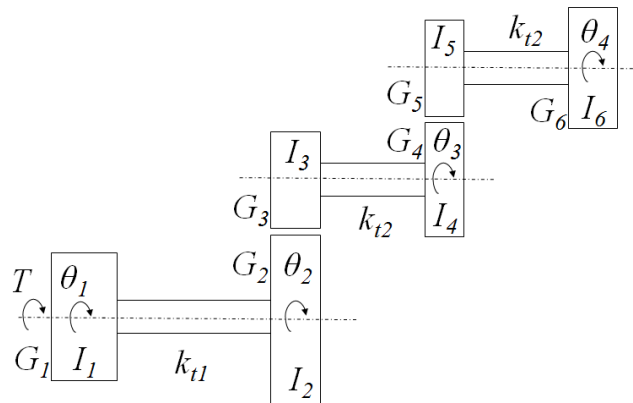 I5 kt2 θ4
G5 G6 I6
I3 G4 θ3
G3 kt2 I4
G2 θ2
T θ1
G1 I1 kt1 I2